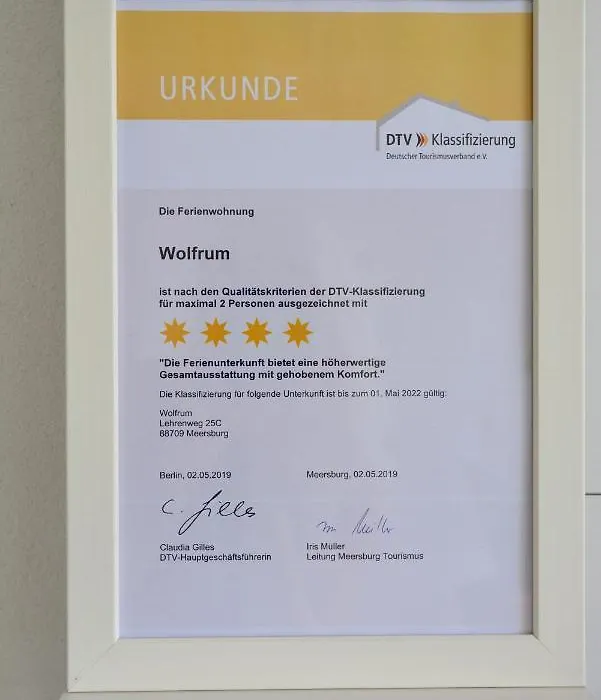 URKUNDE
DTV Klassifizierung
Deutscher Tourismusverband e.V.
Die Ferienwohnung
Wolfrum
ist nach den Qualitätskriterien der DTV-Klassifizierung
für maximal 2 Personen ausgezeichnet mit
"Die Ferienunterkunft bietet eine höherwertige
Gesamtausstattung mit gehobenem Komfort."
Die Klassifizierung für folgende Unterkunft ist bis zum 01. Mai 2022 gültig:
Wolfrum
Lehrenweg 25C
88709 Meersburg
Berlin, 02.05.2019
Meersburg, 02.05.2019
C. Gilles
Claudia Gilles
DTV-Hauptgeschäftsführerin
Iris Müller
Leitung Meersburg Tourismus